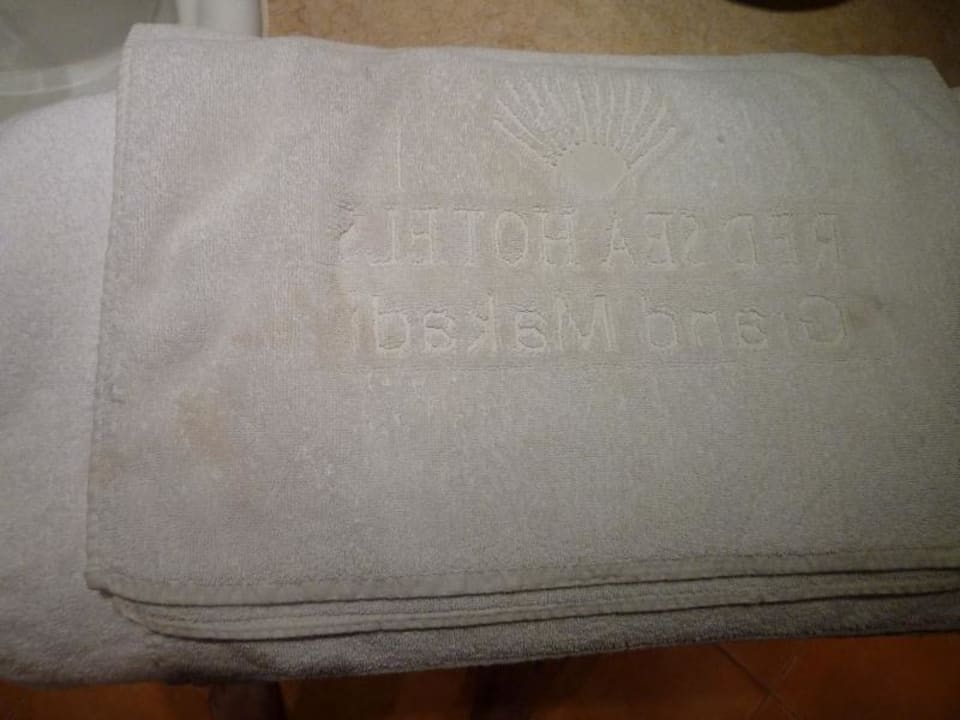 RED SEA HOTELS
Grand Makadi